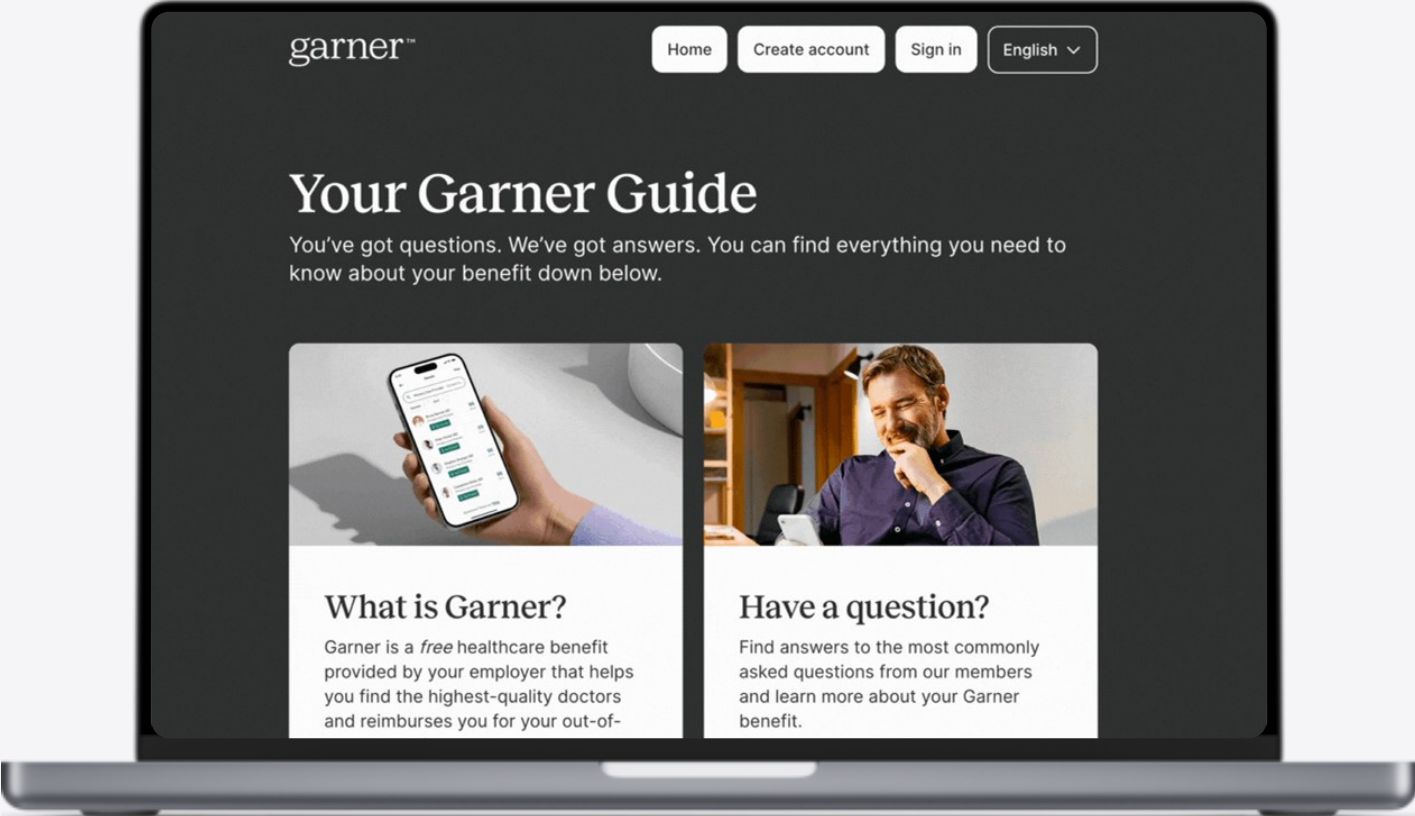 garner™
Home
Create account
Sign in
English
Your Garner Guide
You’ve got questions. We’ve got answers. You can find everything you need to
know about your benefit down below.
What is Garner?
Garner is a free healthcare benefit
provided by your employer that helps
you find the highest-quality doctors
and reimburses you for your out-of-
Have a question?
Find answers to the most commonly
asked questions from our members
and learn more about your Garner
benefit.